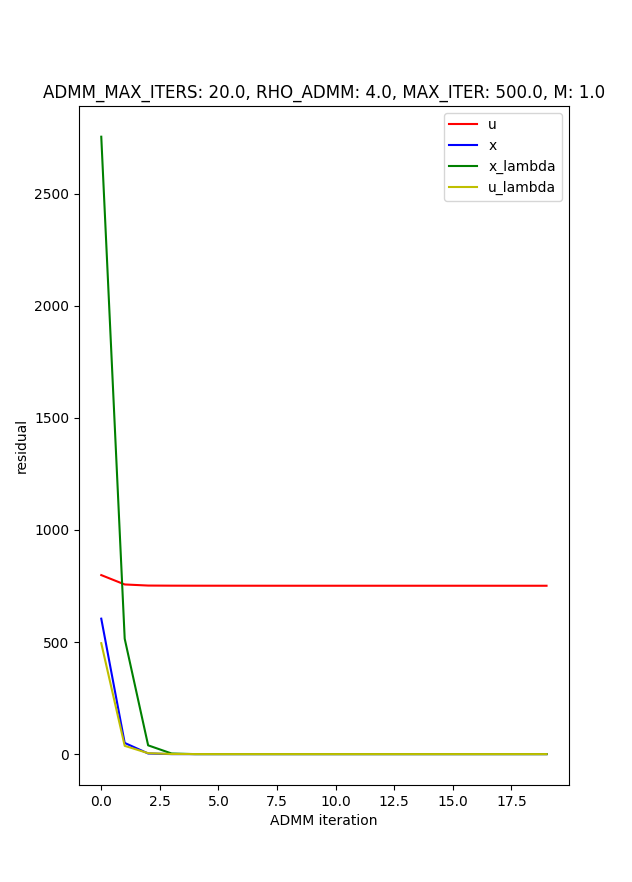 ADMM_MAX_ITERS: 20.0, RHO_ADMM: 4.0, MAX_ITER: 500.0, M: 1.0
u
x
x_lambda
u_lambda
2500
2000
1500
1000
500
0
residual
0.0 2.5 5.0 7.5 10.0 12.5 15.0 17.5
ADMM iteration